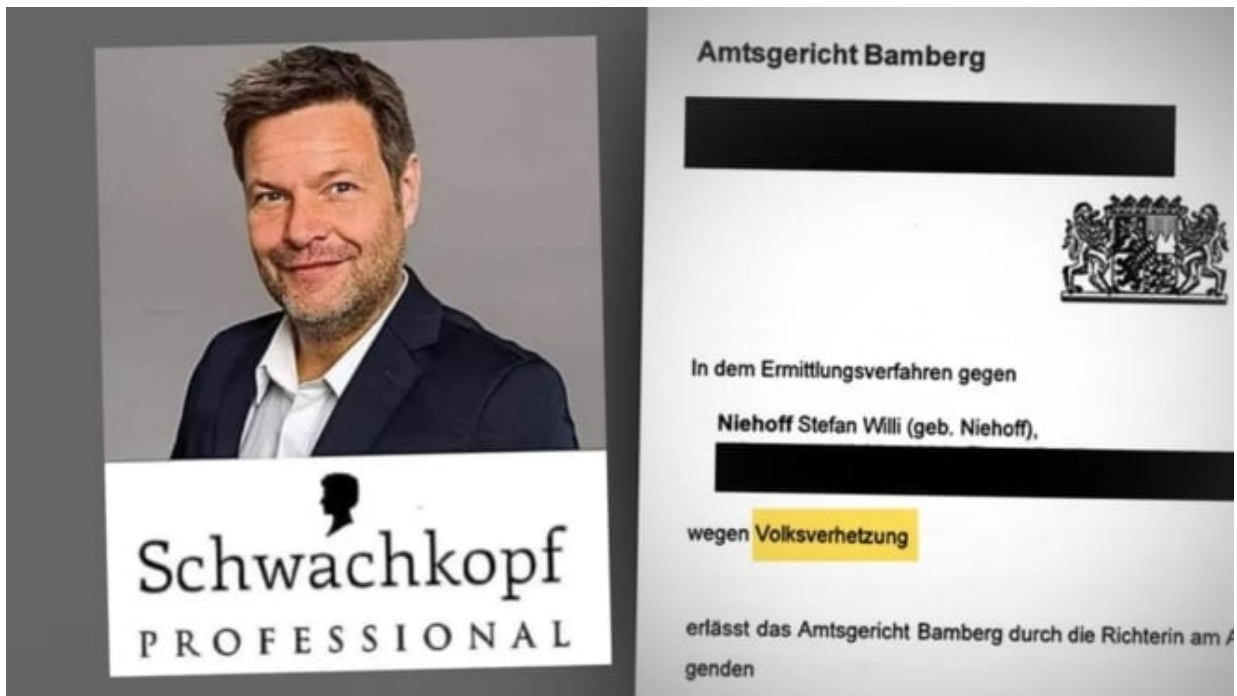 Schwachkopf
PROFESSIONAL
Amtsgericht Bamberg
In dem Ermittlungsverfahren gegen
Niehoff Stefan Willi (geb. Niehoff),
wegen Volksverhetzung
erlässt das Amtsgericht Bamberg durch die Richterin am A
genden